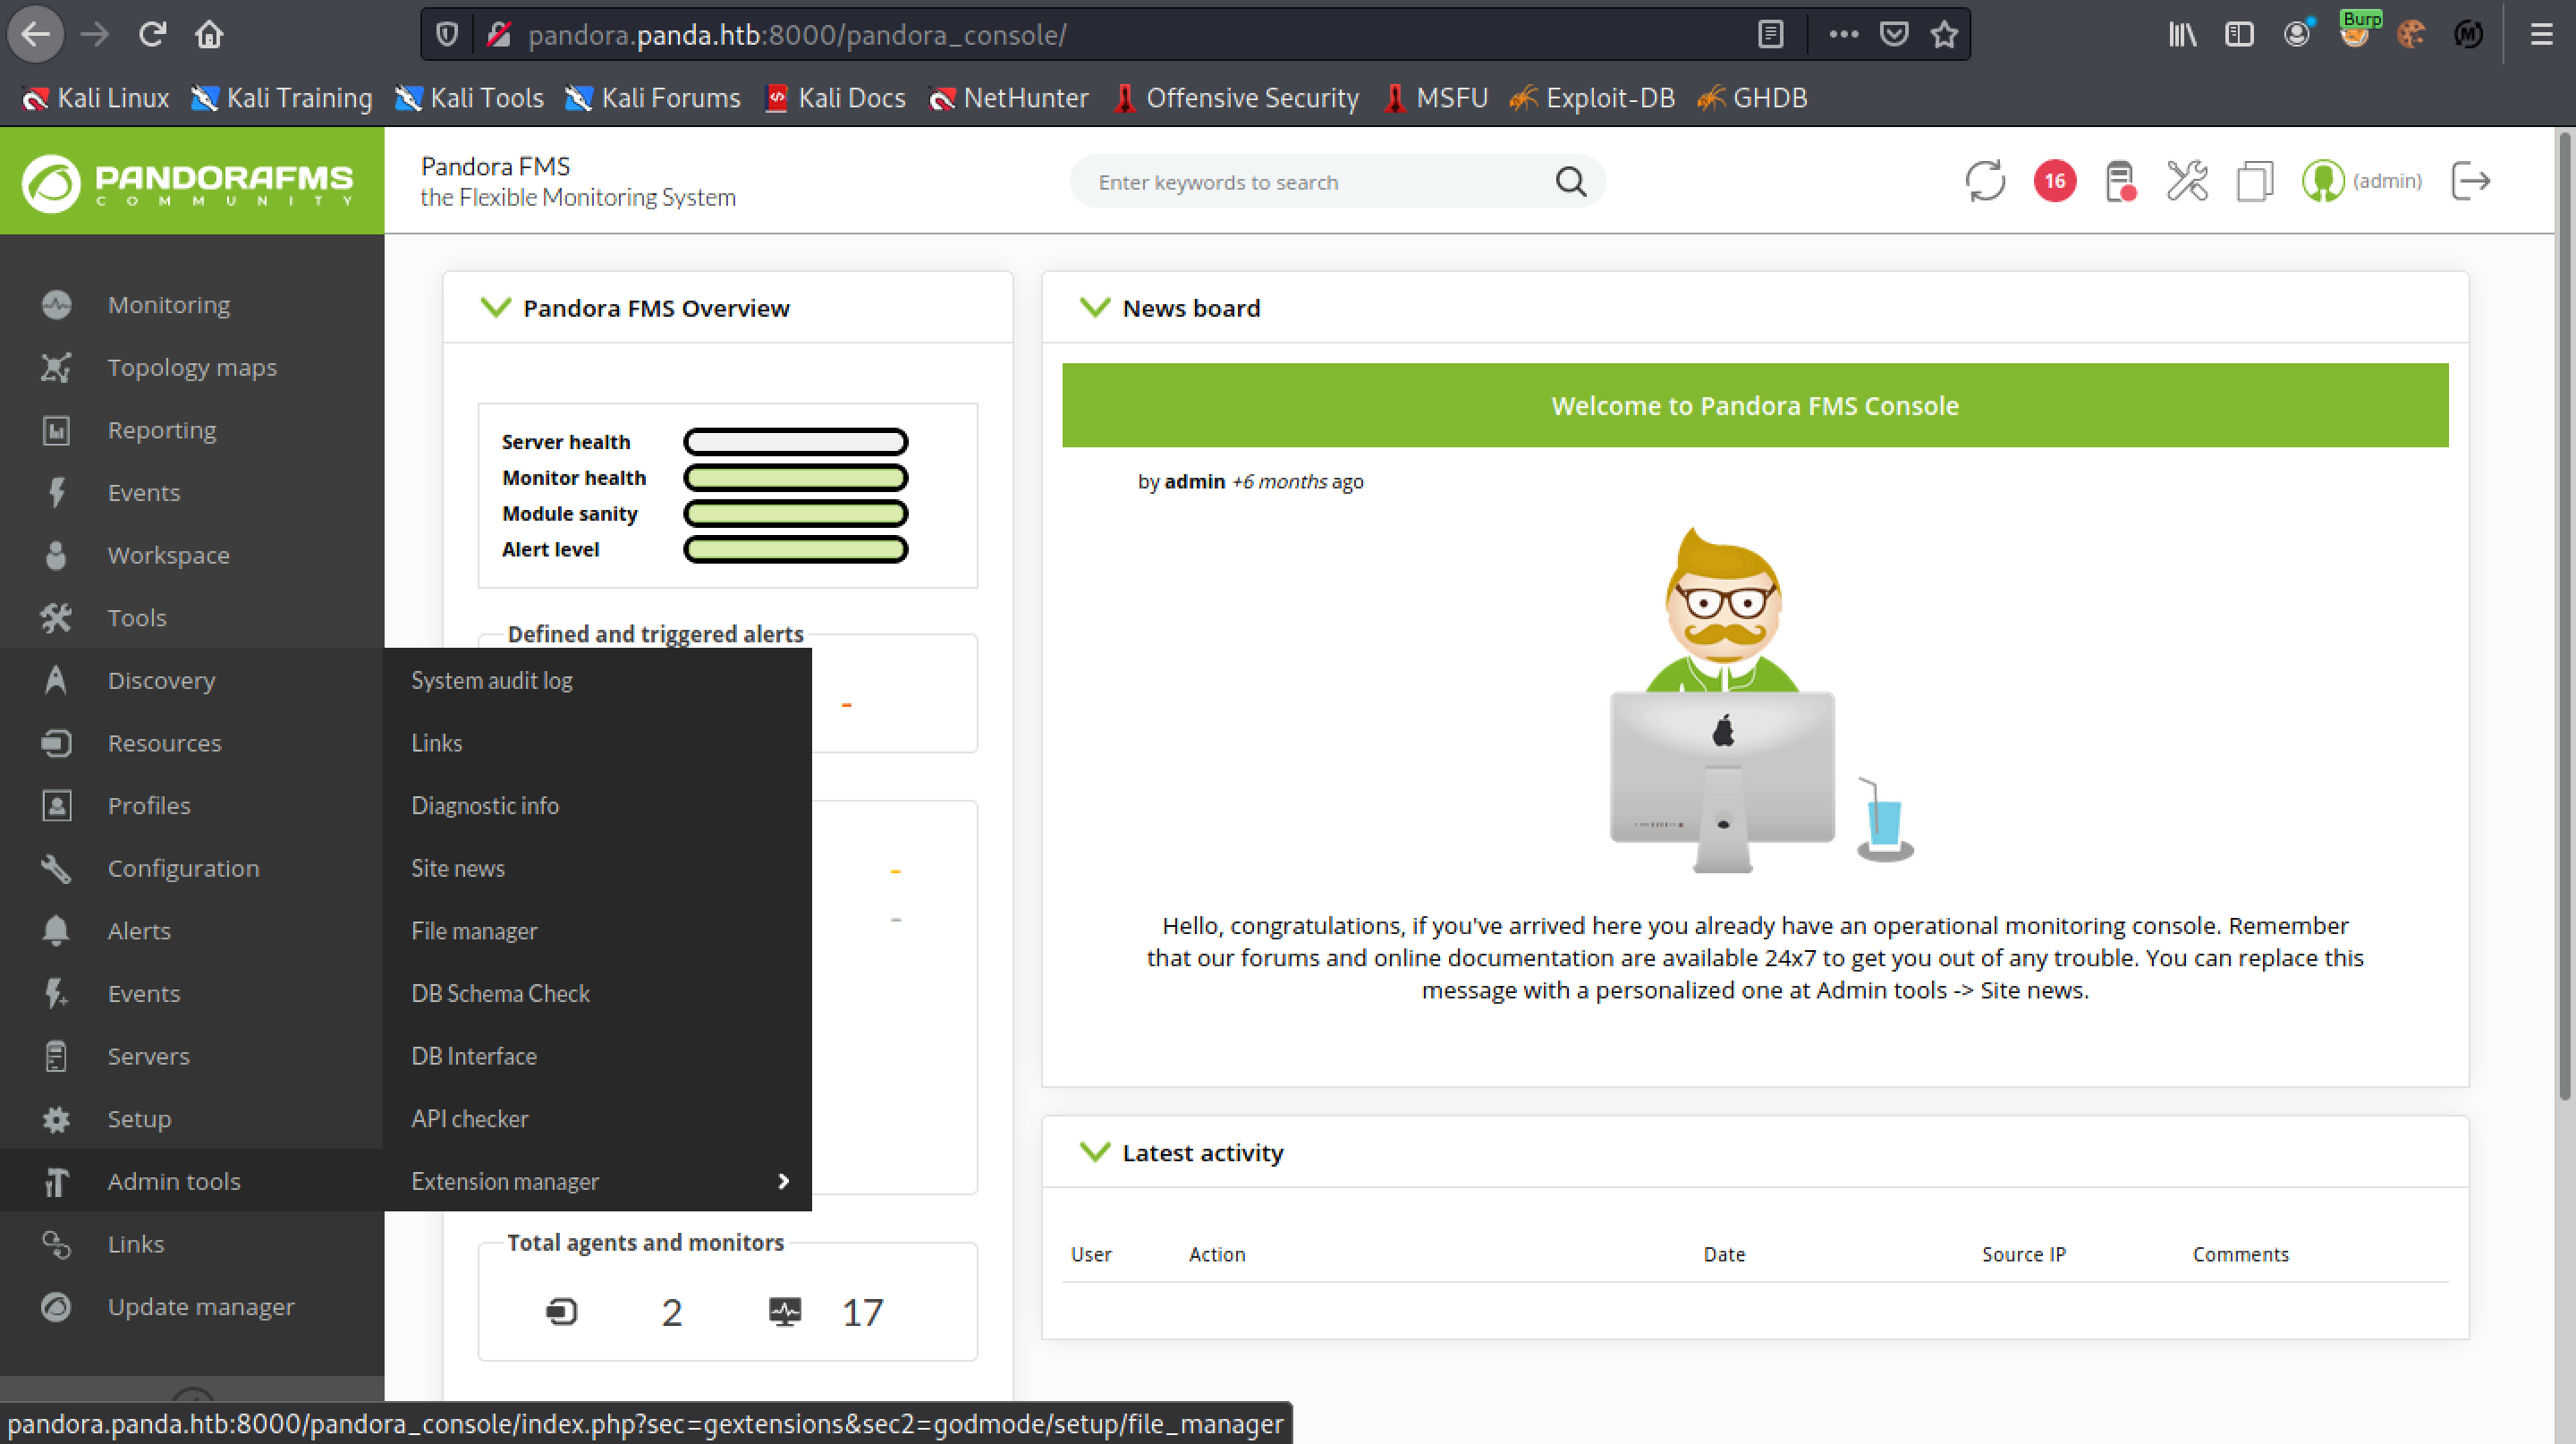 pandora.panda.htb:8000/pandora_console/
Burp
Kali Linux Kali Training Kali Tools Kali Forums Kali Docs NetHunter Offensive Security MSFU Exploit-DB GHDB
PANDORAFMS
COMMUNITY
Pandora FMS
the Flexible Monitoring System
Enter keywords to search
16
(admin)
Monitoring
Topology maps
Reporting
Events
Workspace
Tools
Discovery
Resources
Profiles
Configuration
Alerts
Events
Servers
Setup
Admin tools
Links
Update manager
System audit log
Links
Diagnostic info
Site news
File manager
DB Schema Check
DB Interface
API checker
Extension manager
Pandora FMS Overview
Server health
Monitor health
Module sanity
Alert level
Defined and triggered alerts
-
-
-
Total agents and monitors
2 17
News board
Welcome to Pandora FMS Console
by admin +6 months ago
Hello, congratulations, if you've arrived here you already have an operational monitoring console. Remember
that our forums and online documentation are available 24x7 to get you out of any trouble. You can replace this
message with a personalized one at Admin tools -> Site news.
Latest activity
User Action Date Source IP Comments
pandora.panda.htb:8000/pandora_console/index.php?sec=gextensions&sec2=godmode/setup/file_manager